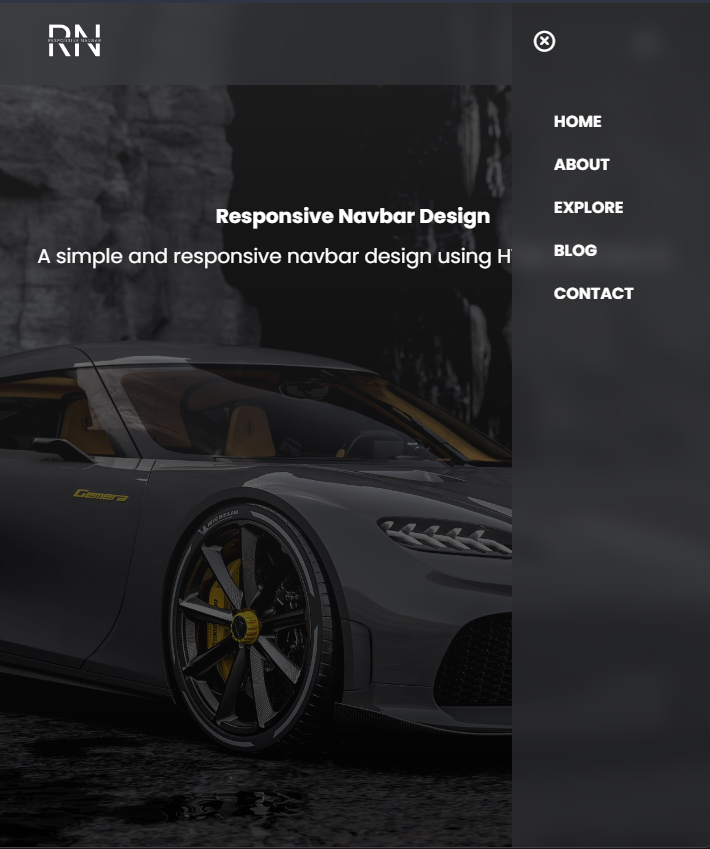 RN
RESPONSIVE NAVBAR
HOME
ABOUT
EXPLORE
BLOG
CONTACT
Responsive Navbar Design
A simple and responsive navbar design using
Gemera
MICHELIN